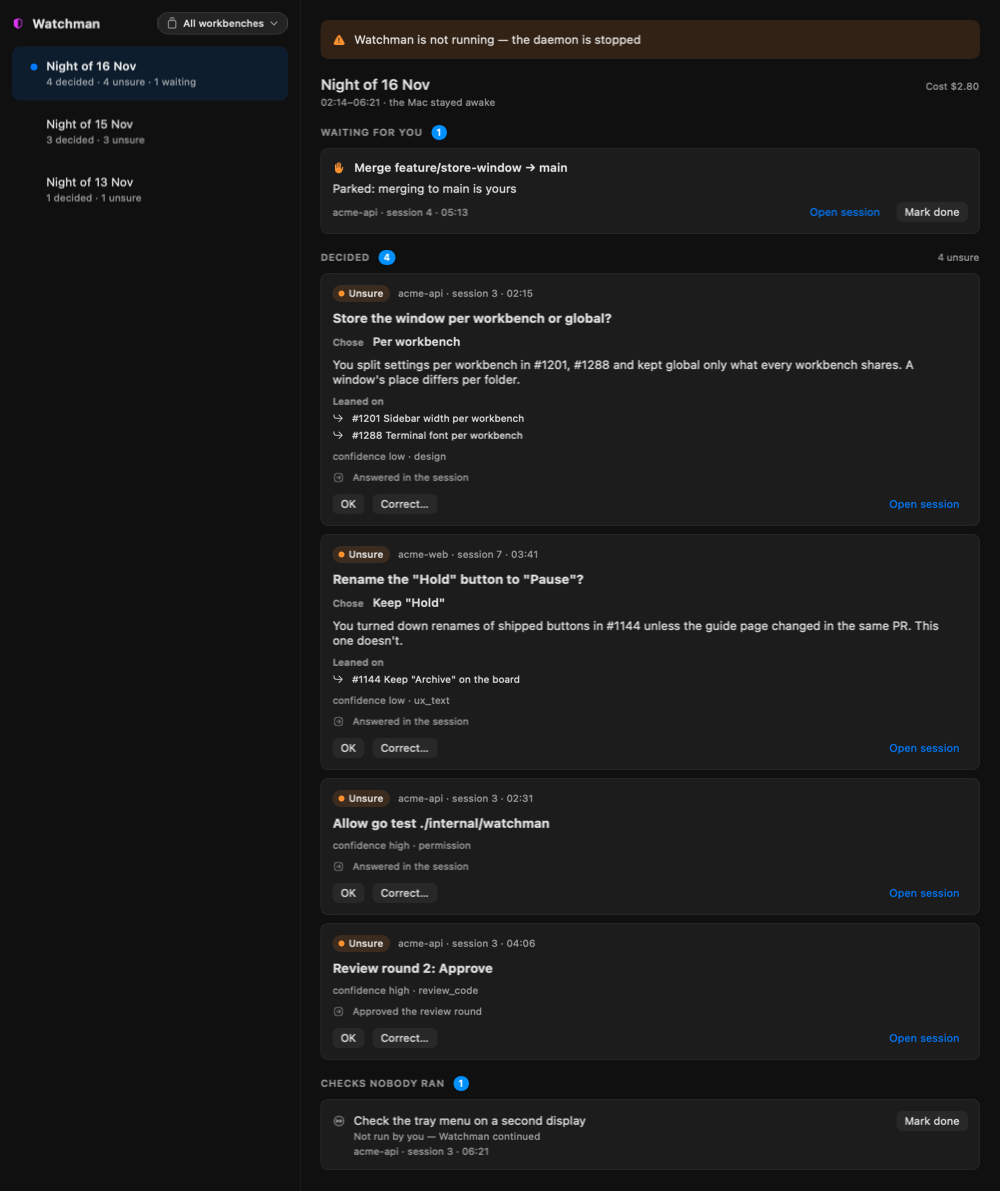 Watchman
All workbenches
Night of 16 Nov
4 decided · 4 unsure · 1 waiting
Night of 15 Nov
3 decided · 3 unsure
Night of 13 Nov
1 decided · 1 unsure
Watchman is not running — the daemon is stopped
Night of 16 Nov
Cost $2.80
02:14–06:21 · the Mac stayed awake
WAITING FOR YOU 1
Merge feature/store-window → main
Parked: merging to main is yours
acme-api · session 4 · 05:13
Open session
Mark done
DECIDED 4
4 unsure
Unsure acme-api · session 3 · 02:15
Store the window per workbench or global?
Chose Per workbench
You split settings per workbench in #1201, #1288 and kept global only what every workbench shares. A
window's place differs per folder.
Leaned on
#1201 Sidebar width per workbench
#1288 Terminal font per workbench
confidence low · design
Answered in the session
OK Correct... Open session
Unsure acme-web · session 7 · 03:41
Rename the "Hold" button to "Pause"?
Chose Keep "Hold"
You turned down renames of shipped buttons in #1144 unless the guide page changed in the same PR. This
one doesn't.
Leaned on
#1144 Keep "Archive" on the board
confidence low · ux_text
Answered in the session
OK Correct... Open session
Unsure acme-api · session 3 · 02:31
Allow go test ./internal/watchman
confidence high · permission
Answered in the session
OK Correct... Open session
Unsure acme-api · session 3 · 04:06
Review round 2: Approve
confidence high · review_code
Approved the review round
OK Correct... Open session
CHECKS NOBODY RAN 1
Check the tray menu on a second display
Mark done
Not run by you — Watchman continued
acme-api · session 3 · 06:21